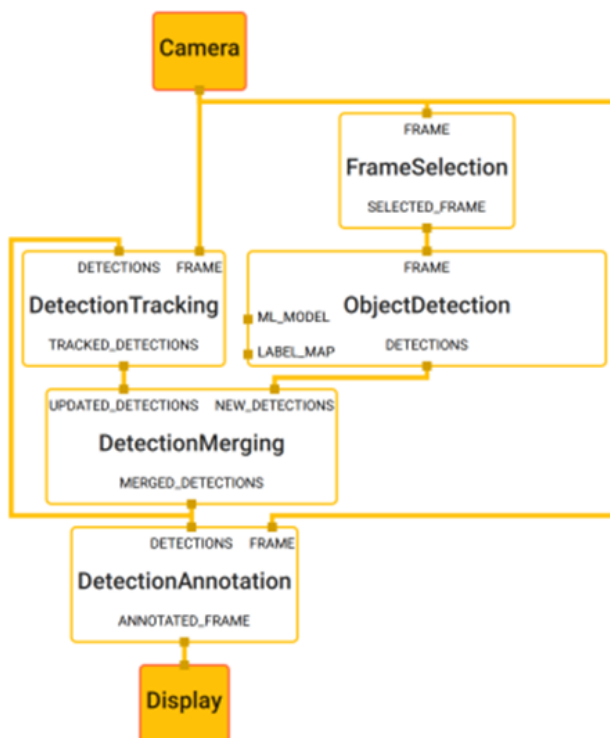 Camera
FRAME
FrameSelection
SELECTED_FRAME
DETECTIONS FRAME
DetectionTracking
TRACKED_DETECTIONS
FRAME
ObjectDetection
ML_MODEL
LABEL_MAP
DETECTIONS
UPDATED_DETECTIONS NEW_DETECTIONS
DetectionMerging
MERGED_DETECTIONS
DETECTIONS FRAME
DetectionAnnotation
ANNOTATED_FRAME
Display